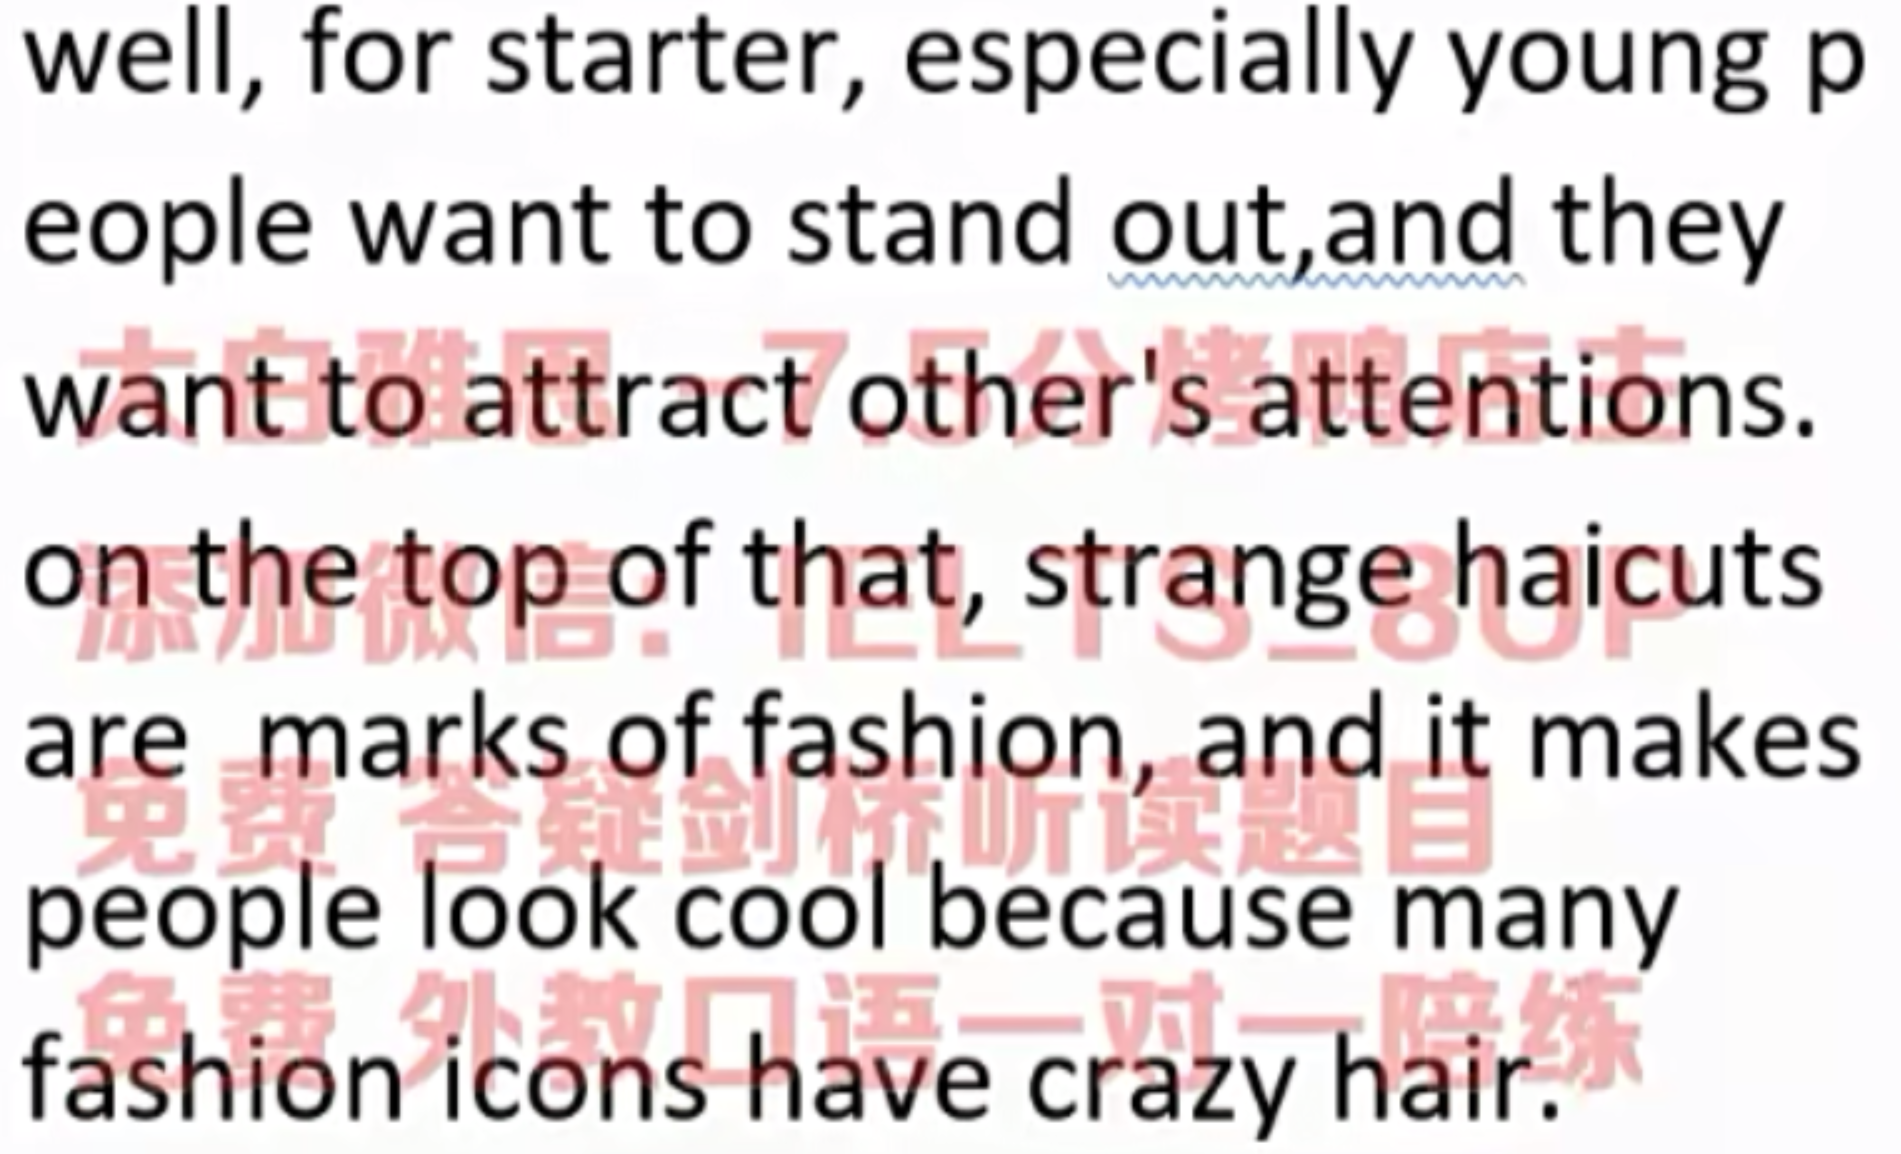 well, for starter, especially young p
eople want to stand out,and they
大白雅思 –7.5分烤鸭店主
want to attract other's attentions.
on the top of that, strange haicuts
添加微信: IELTS_8UP
are  marks of fashion, and it makes
免费 答疑剑桥听读题目
people look cool because many
免费 外教口语一对一陪练
fashion icons have crazy hair.